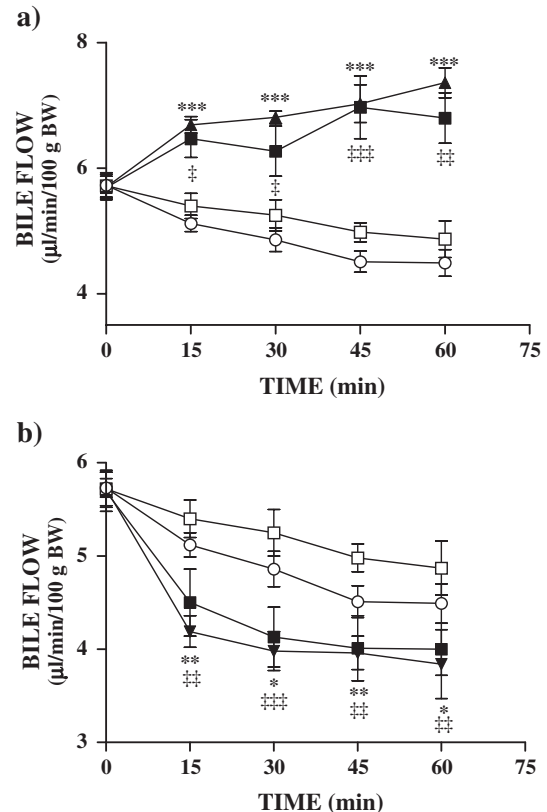 a)
8
6
4
BILE FLOW
(µl/min/100 g BW)
*** *** *** ***
‡ ‡ ‡‡‡ ‡‡
0 15 30 45 60 75
TIME (min)
b)
6
5
4
3
BILE FLOW
(µl/min/100 g BW)
** * ** *
‡‡ ‡‡‡ ‡‡ ‡‡
0 15 30 45 60 75
TIME (min)